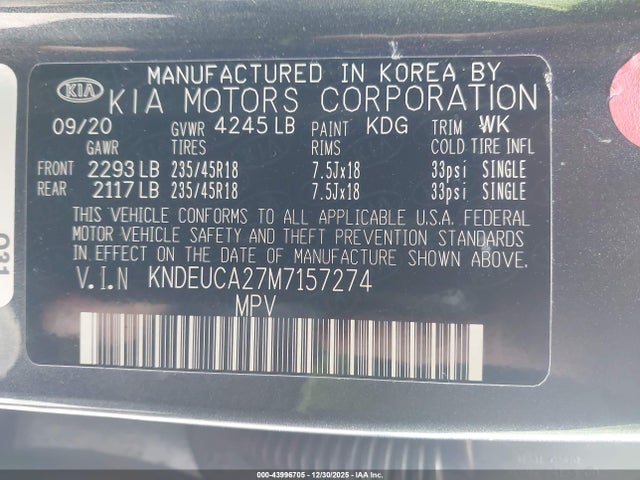 MANUFACTURED IN KOREA BY
KIA KIA MOTORS CORPORATION
09/20 GVWR 4245 LB PAINT KDG TRIM WK
GAWR TIRES RIMS COLD TIRE INFL
FRONT 2293 LB 235/45R18 7.5Jx18 33psi SINGLE
REAR 2117 LB 235/45R18 7.5Jx18 33psi SINGLE
THIS VEHICLE CONFORMS TO ALL APPLICABLE U.S.A. FEDERAL
MOTOR VEHICLE SAFETY AND THEFT PREVENTION STANDARDS
IN EFFECT ON THE DATE OF MANUFACTURE SHOWN ABOVE.
V.I.N KNDEUCA27M7157274
MPV
000-43996705 - 12/30/2025 - COPYRIGHT IAA, LLC.